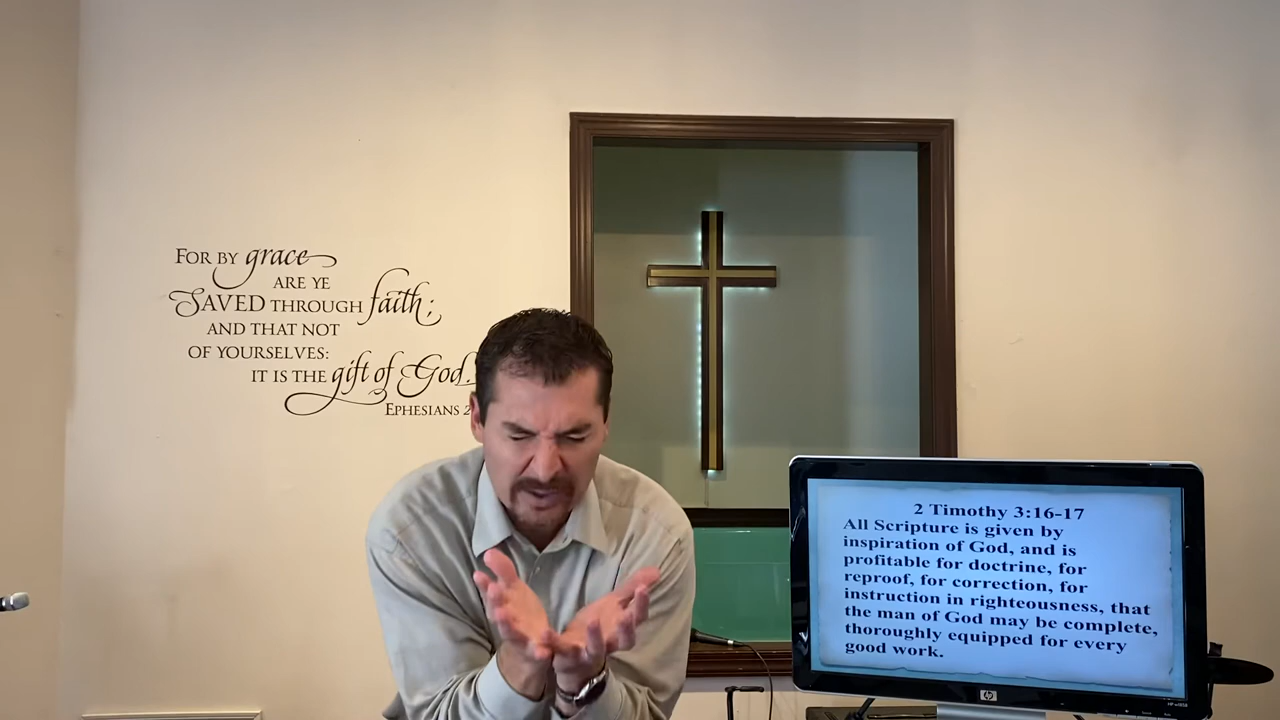 FOR BY grace
ARE YE
SAVED THROUGH faith;
AND THAT NOT
OF YOURSELVES:
IT IS THE gift of God.
EPHESIANS 2
2 Timothy 3:16-17
All Scripture is given by
inspiration of God, and is
profitable for doctrine, for
reproof, for correction, for
instruction in righteousness, that
the man of God may be complete,
thoroughly equipped for every
good work.
hp